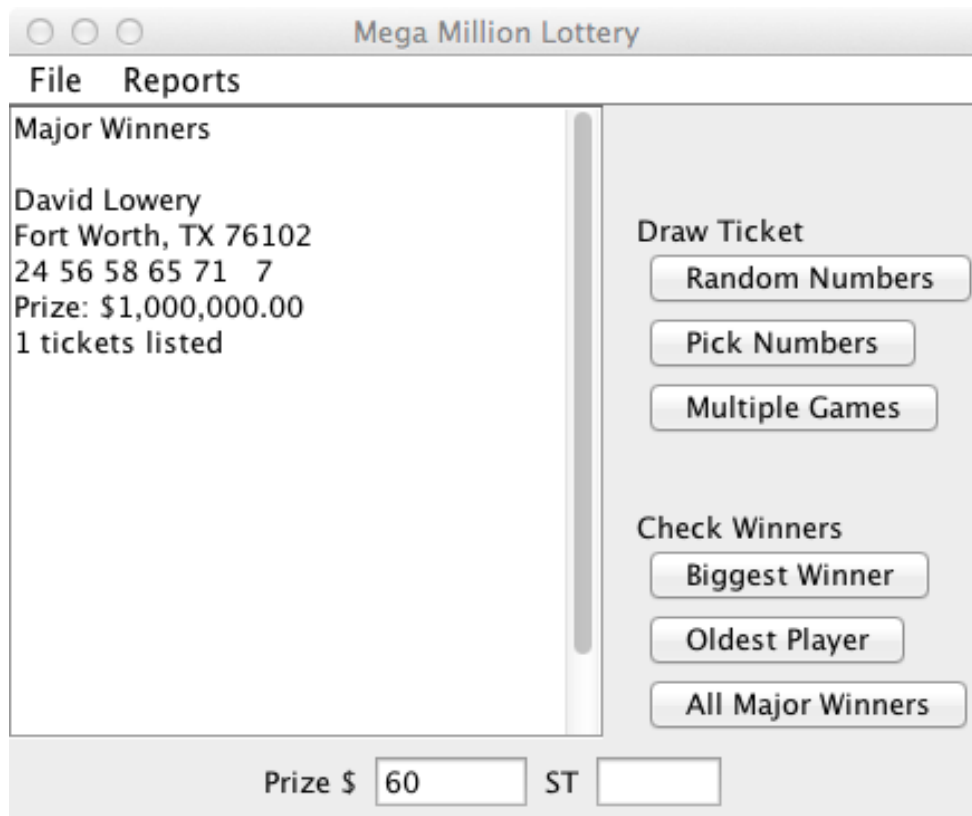 Mega Million Lottery
File Reports
Major Winners
David Lowery
Fort Worth, TX 76102
24 56 58 65 71 7
Prize: $1,000,000.00
1 tickets listed
Draw Ticket
Random Numbers
Pick Numbers
Multiple Games
Check Winners
Biggest Winner
Oldest Player
All Major Winners
Prize $ 60 ST